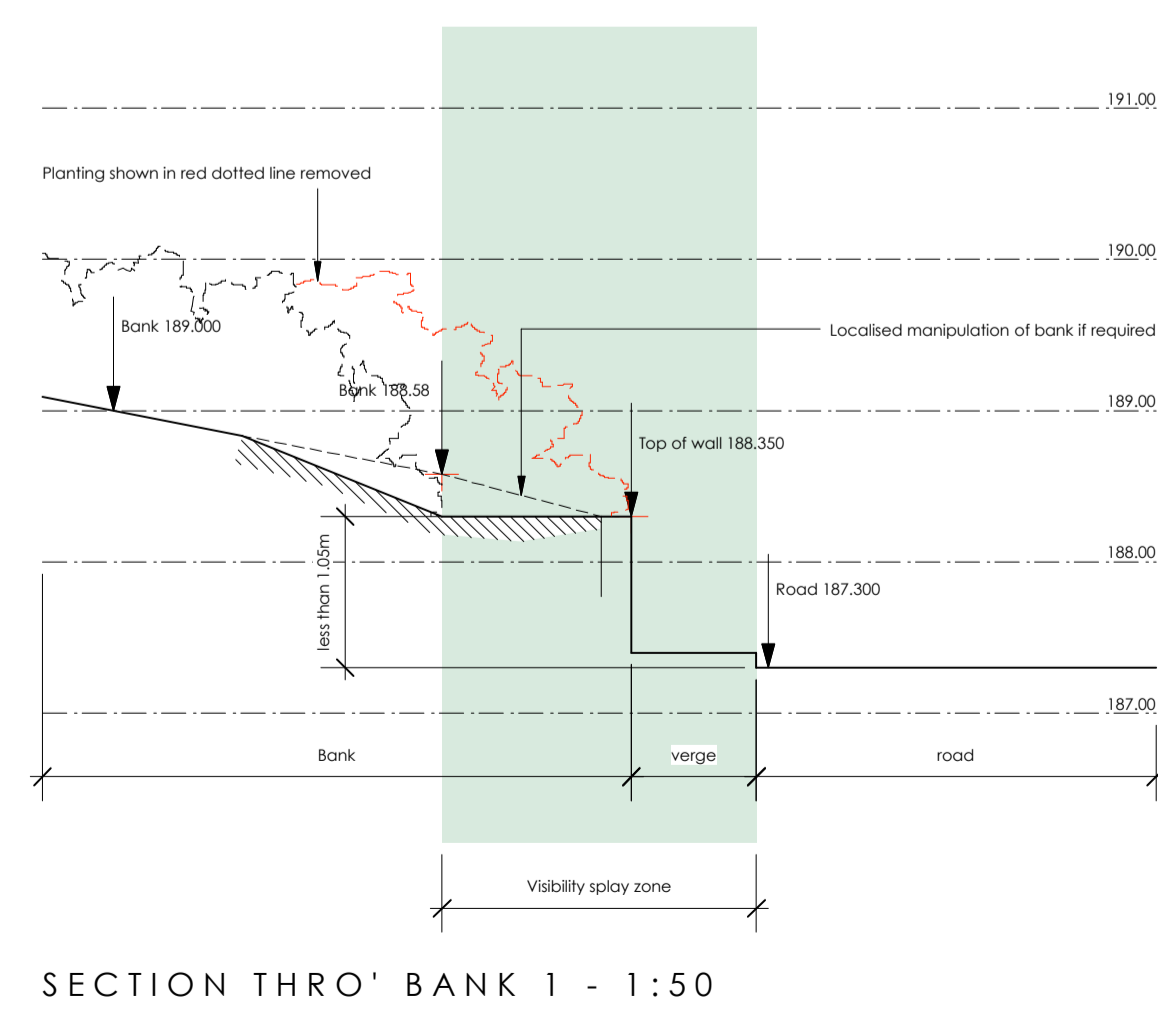 191.00
Planting shown in red dotted line removed
190.00
Bank 189.000
Localised manipulation of bank if required
Bank 188.58
189.00
Top of wall 188.350
188.00
less than 1.05m
Road 187.300
187.00
Bank
verge
road
Visibility splay zone
SECTION THRO' BANK 1 - 1:50